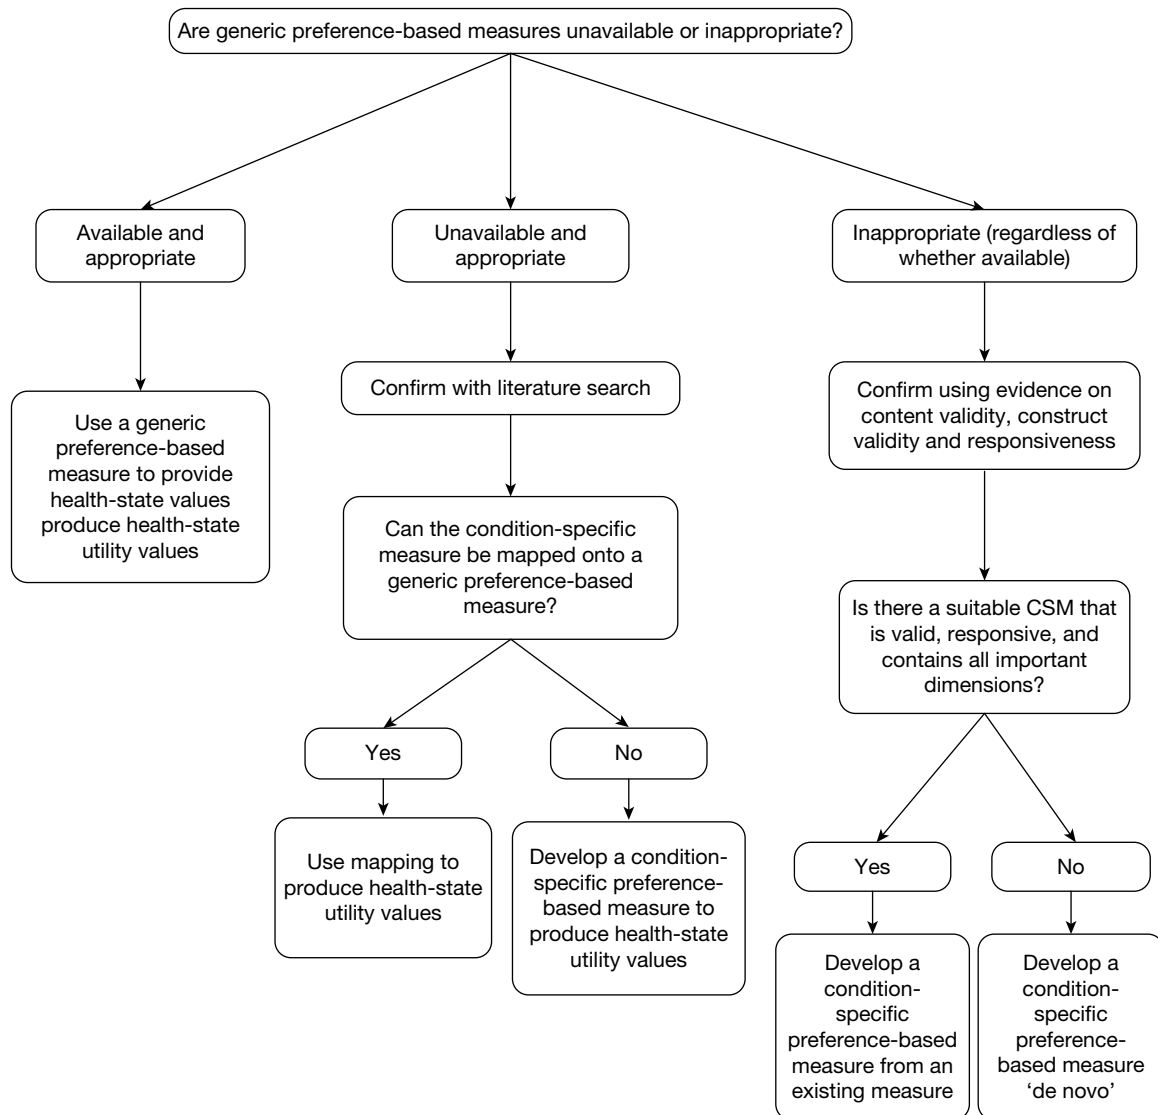 Are generic preference-based measures unavailable or inappropriate?
Available and
appropriate
Unavailable and
appropriate
Inappropriate (regardless of
whether available)
Use a generic
preference-based
measure to provide
health-state values
produce health-state
utility values
Confirm with literature search
Confirm using evidence on
content validity, construct
validity and responsiveness
Can the condition-specific
measure be mapped onto a
generic preference-based
measure?
Is there a suitable CSM that
is valid, responsive, and
contains all important
dimensions?
Yes
No
Use mapping to
produce health-state
utility values
Develop a condition-
specific preference-
based measure to
produce health-state
utility values
Yes
No
Develop a
condition-
specific
preference-based
measure from an
existing measure
Develop a
condition-
specific
preference-
based measure
‘de novo’